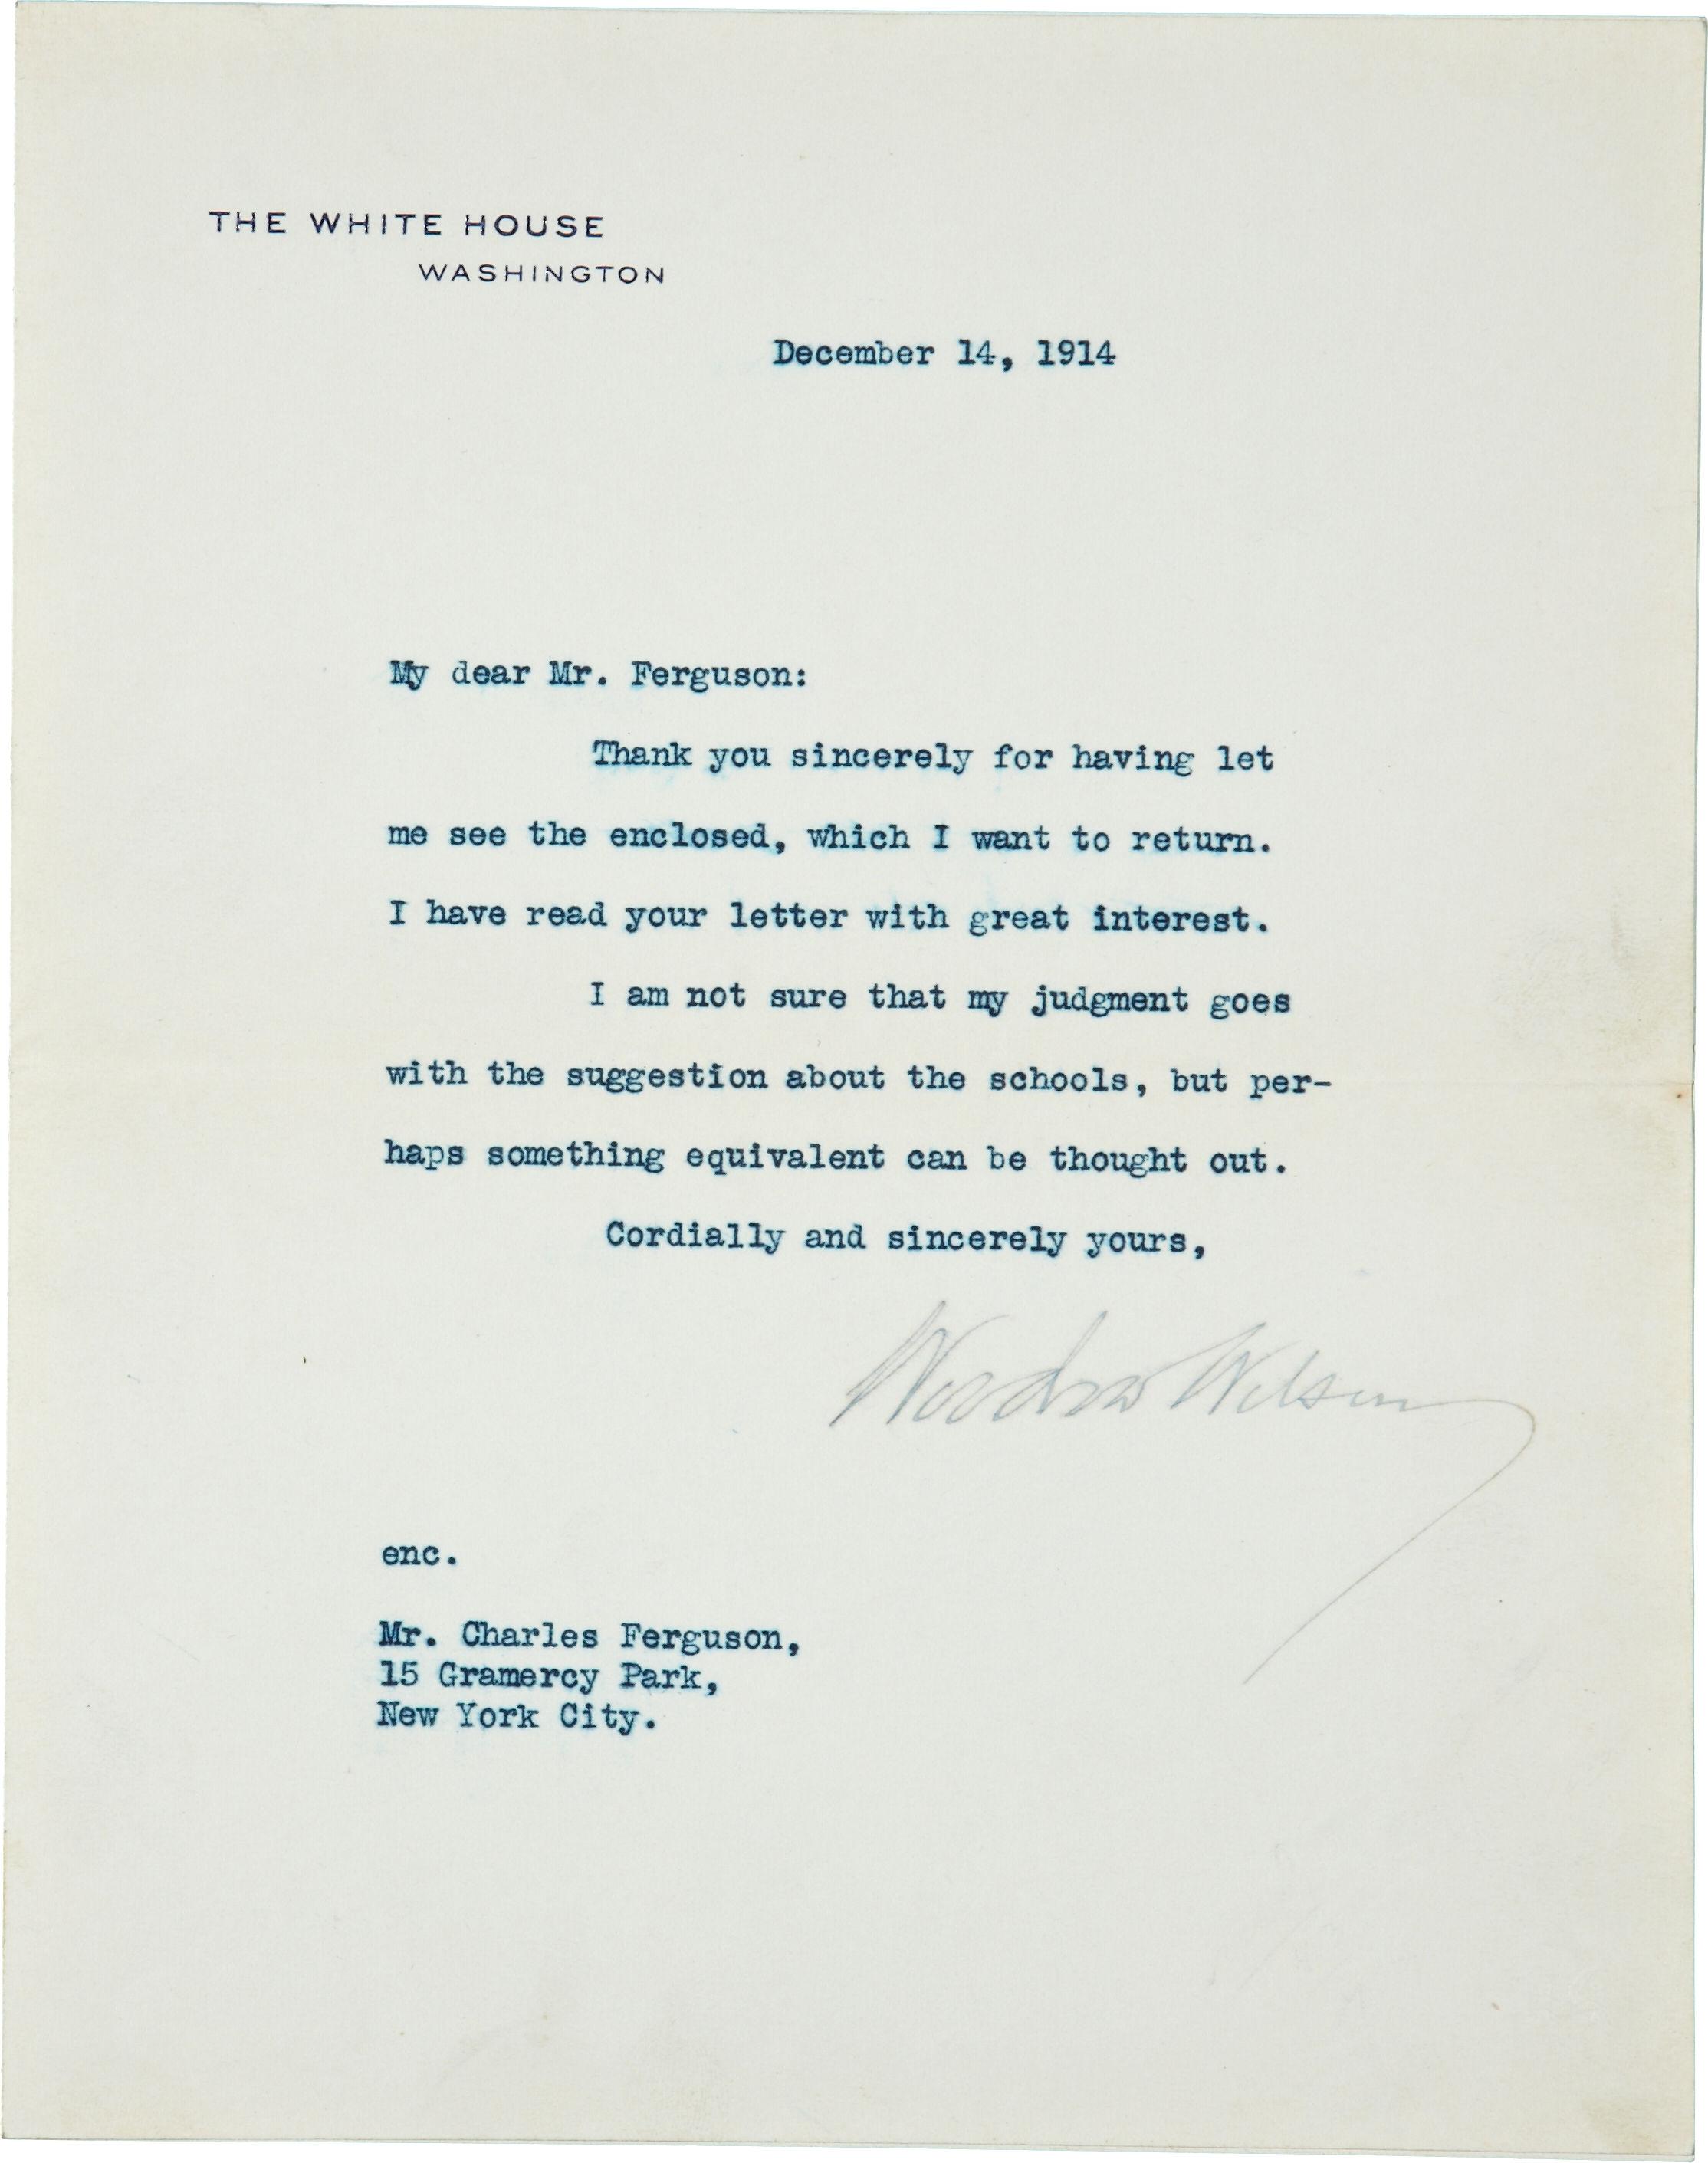 THE WHITE HOUSE
WASHINGTON
December 14, 1914
My dear Mr. Ferguson:
Thank you sincerely for having let
me see the enclosed, which I want to return.
I have read your letter with great interest.
I am not sure that my judgment goes
with the suggestion about the schools, but per-
haps something equivalent can be thought out.
Cordially and sincerely yours,
Woodrow Wilson
enc.
Mr. Charles Ferguson,
15 Gramercy Park,
New York City.